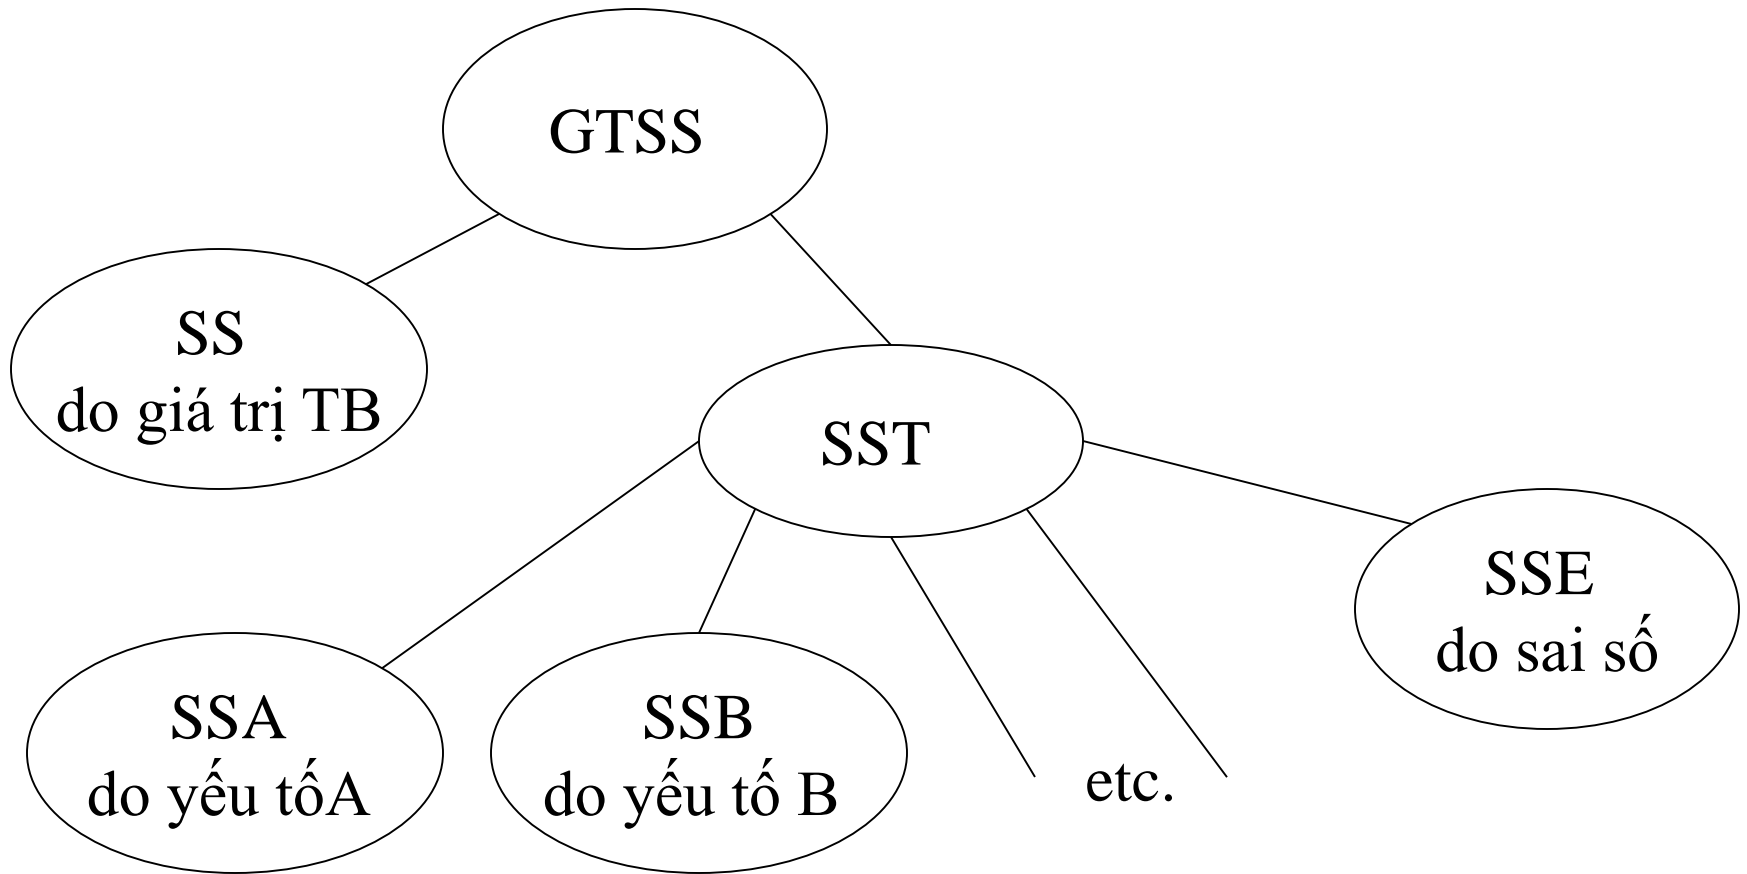 GTSS
SS
do giá trị TB
SST
SSE
do sai số
SSA
do yếu tốA
SSB
do yếu tố B
etc.